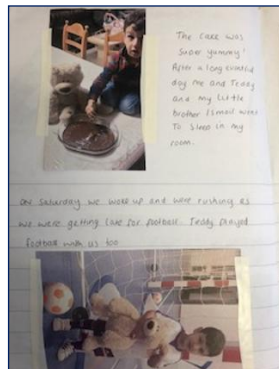 The cake was
super yummy!
After a long eventful
day me and Teddy
and my little
brother Ismail went
To sleep in my
room.
On Saturday we woke up and were rushing as
we were getting late for football. Teddy played
football with us too